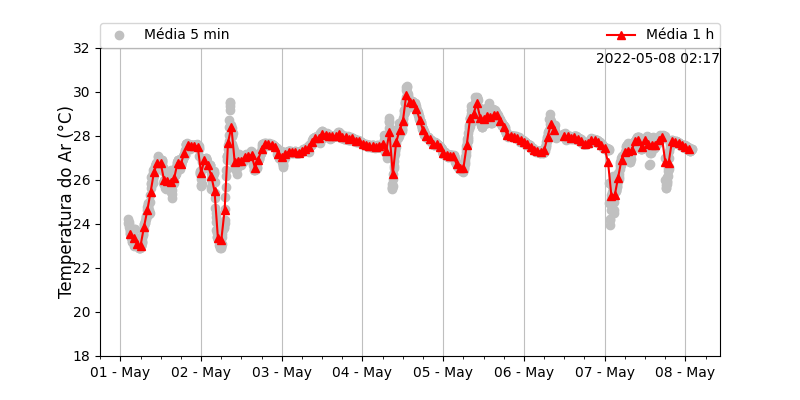 Média 5 min
Média 1 h
2022-05-08 02:17
Temperatura do Ar (°C)
32
30
28
26
24
22
20
18
01 - May
02 - May
03 - May
04 - May
05 - May
06 - May
07 - May
08 - May